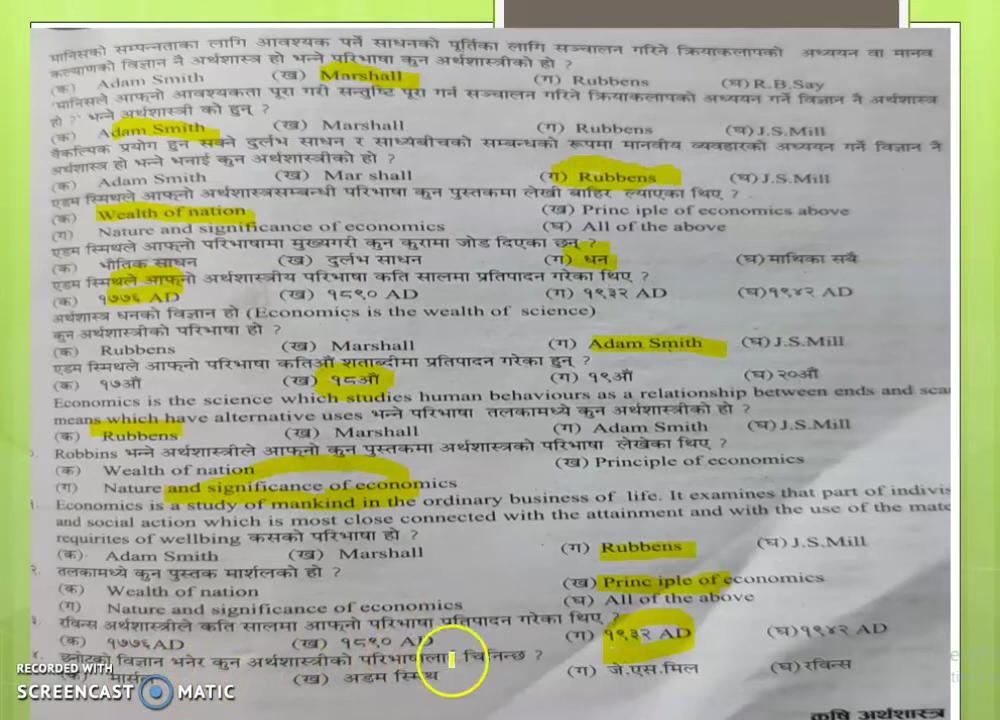 मानिसको सम्पन्नताका लागि आवश्यक पर्ने साधनको पूर्तिका लागि सञ्चालन गरिने क्रियाकलापको अध्ययन वा मानव
कल्याणको विज्ञान नै अर्थशास्त्र हो भन्ने परिभाषा कुन अर्थशास्त्रीको हो ?
(क) Adam Smith (ख) Marshall (ग) Rubbens (घ) R.B.Say
'मानिसले आफ्नो आवश्यकता पूरा गरी सन्तुष्टि पूरा गर्न सञ्चालन गरिने क्रियाकलापको अध्ययन गर्ने विज्ञान नै अर्थशास्त्र
हो ?' भन्ने अर्थशास्त्री को हुन् ?
(क) Adam Smith (ख) Marshall (ग) Rubbens (घ) J.S.Mill
वैकल्पिक प्रयोग हुन सक्ने दुर्लभ साधन र साध्यबीचको सम्बन्धको रूपमा मानवीय व्यवहारको अध्ययन गर्ने विज्ञान नै
अर्थशास्त्र हो भन्ने भनाई कुन अर्थशास्त्रीको हो ?
(क) Adam Smith (ख) Mar shall (ग) Rubbens (घ) J.S.Mill
एडम स्मिथले आफ्नो अर्थशास्त्रसम्बन्धी परिभाषा कुन पुस्तकमा लेखी बाहिर ल्याएका थिए ?
(क) Wealth of nation (ख) Princ iple of economics above
(ग) Nature and significance of economics (घ) All of the above
एडम स्मिथले आफ्नो परिभाषामा मुख्यगरी कुन कुरामा जोड दिएका छन् ?
(क) भौतिक साधन (ख) दुर्लभ साधन (ग) धन (घ) माथिका सबै
एडम स्मिथले आफ्नो अर्थशास्त्रीय परिभाषा कति सालमा प्रतिपादन गरेका थिए ?
(क) १७७६ AD (ख) १८९० AD (ग) १९३२ AD (घ) १९४२ AD
अर्थशास्त्र धनको विज्ञान हो (Economics is the wealth of science)
कुन अर्थशास्त्रीको परिभाषा हो ?
(क) Rubbens (ख) Marshall (ग) Adam Smith (घ) J.S.Mill
एडम स्मिथले आफ्नो परिभाषा कतिऔं शताब्दीमा प्रतिपादन गरेका हुन् ?
(क) १७औं (ख) १८औं (ग) १९औं (घ) २०औं
Economics is the science which studies human behaviours as a relationship between ends and scar
means which have alternative uses भन्ने परिभाषा तलकामध्ये कुन अर्थशास्त्रीको हो ?
(क) Rubbens (ख) Marshall (ग) Adam Smith (घ) J.S.Mill
Robbins भन्ने अर्थशास्त्रीले आफ्नो कुन पुस्तकमा अर्थशास्त्रको परिभाषा लेखेका थिए ?
(क) Wealth of nation (ख) Principle of economics
(ग) Nature and significance of economics
Economics is a study of mankind in the ordinary business of life. It examines that part of indivis
and social action which is most close connected with the attainment and with the use of the mate
requirites of wellbing कसको परिभाषा हो ?
(क) Adam Smith (ख) Marshall (ग) Rubbens (घ) J.S.Mill
२. तलकामध्ये कुन पुस्तक मार्शलको हो ?
(क) Wealth of nation (ख) Princ iple of economics
(ग) Nature and significance of economics (घ) All of the above
३. रविन्स अर्थशास्त्रीले कति सालमा आफ्नो परिभाषा प्रतिपादन गरेका थिए ?
(क) १७७६ AD (ख) १८९० AD (ग) १९३२ AD (घ) १९४२ AD
४. छनोटको विज्ञान भनेर कुन अर्थशास्त्रीको परिभाषालाई चिनिन्छ ?
मार्सल (ख) अडम स्मिथ (ग) जे.एस.मिल (घ) रविन्स
कृषि अर्थशास्त्र
RECORDED WITH
SCREENCAST MATIC